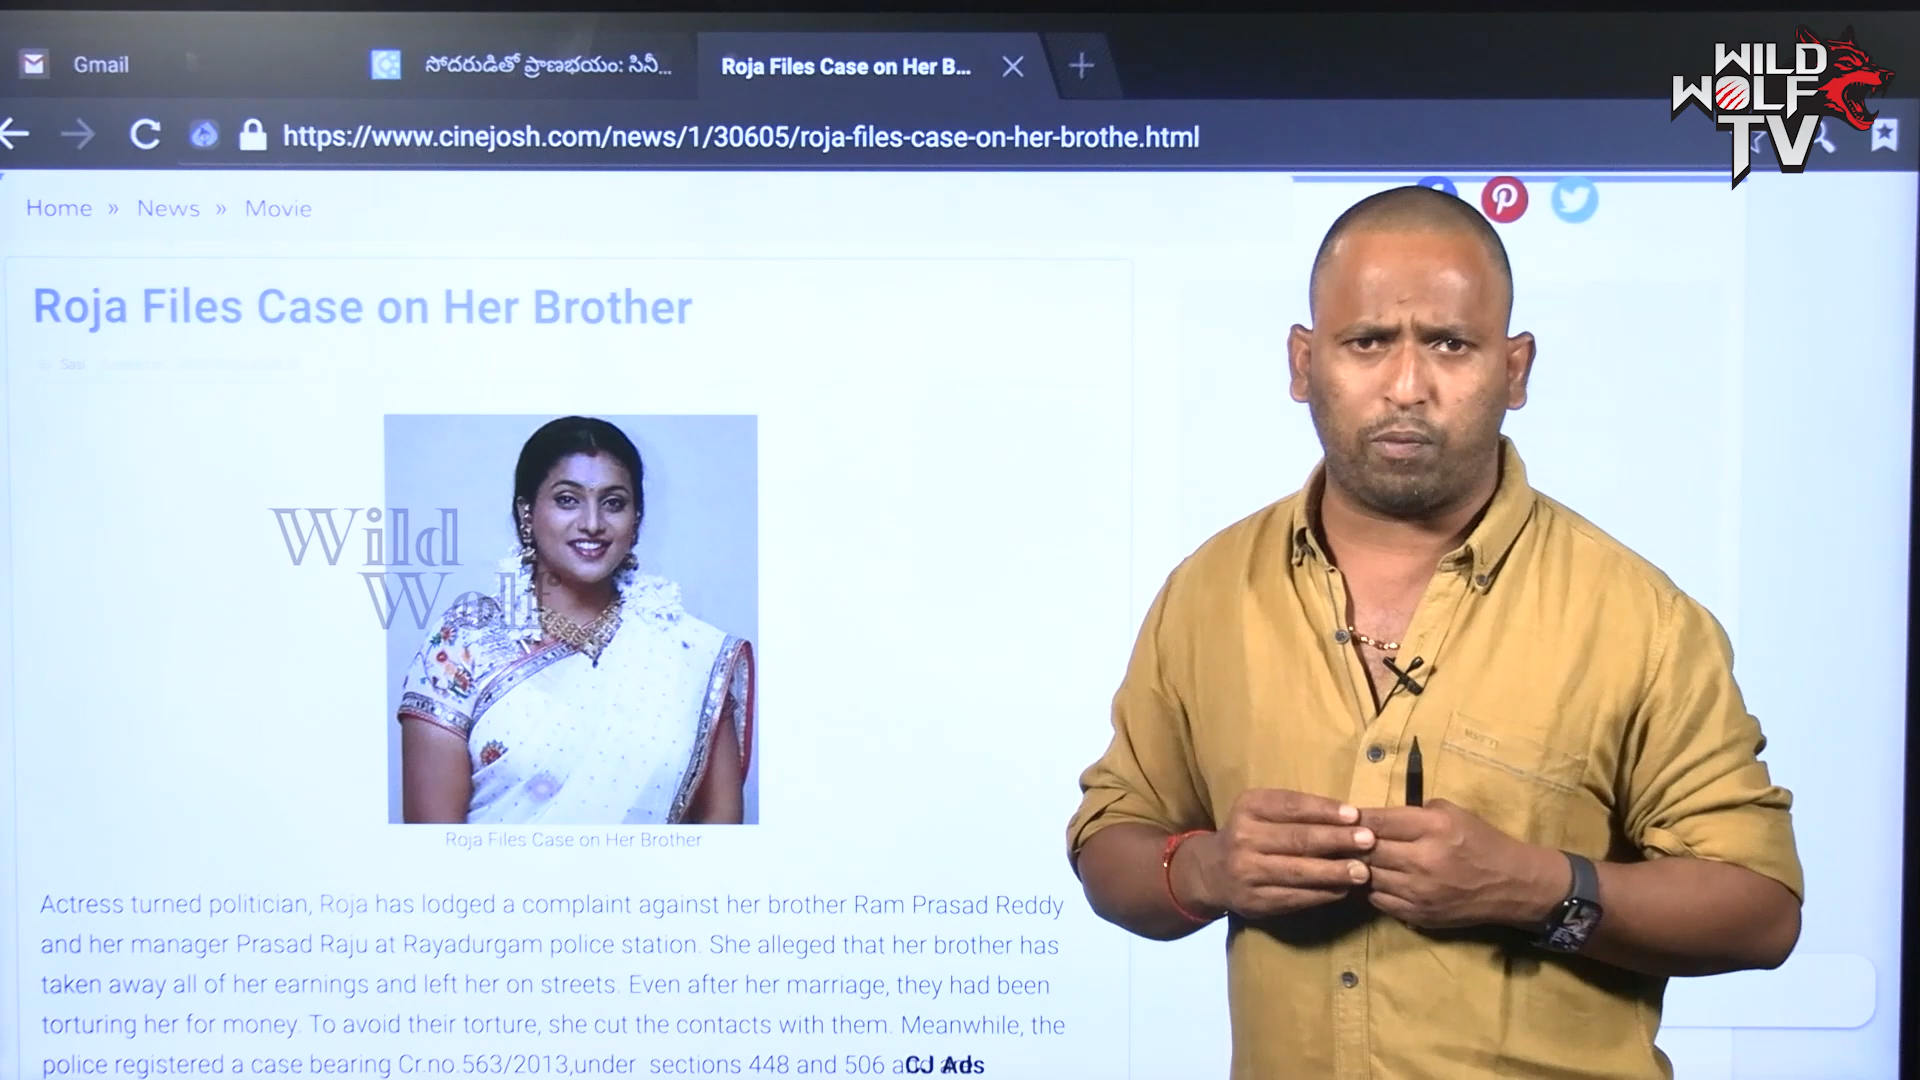 Gmail
సోదరుడితో ప్రాణభయం: సినీ...
Roja Files Case on Her B...
WILD
WOLF
TV
https://www.cinejosh.com/news/1/30605/roja-files-case-on-her-brothe.html
Home » News » Movie
Roja Files Case on Her Brother
Sasi
Wild
Wolf
Roja Files Case on Her Brother
Actress turned politician, Roja has lodged a complaint against her brother Ram Prasad Reddy
and her manager Prasad Raju at Rayadurgam police station. She alleged that her brother has
taken away all of her earnings and left her on streets. Even after her marriage, they had been
torturing her for money. To avoid their torture, she cut the contacts with them. Meanwhile, the
police registered a case bearing Cr.no.563/2013,under sections 448 and 506 and
CJ Ads